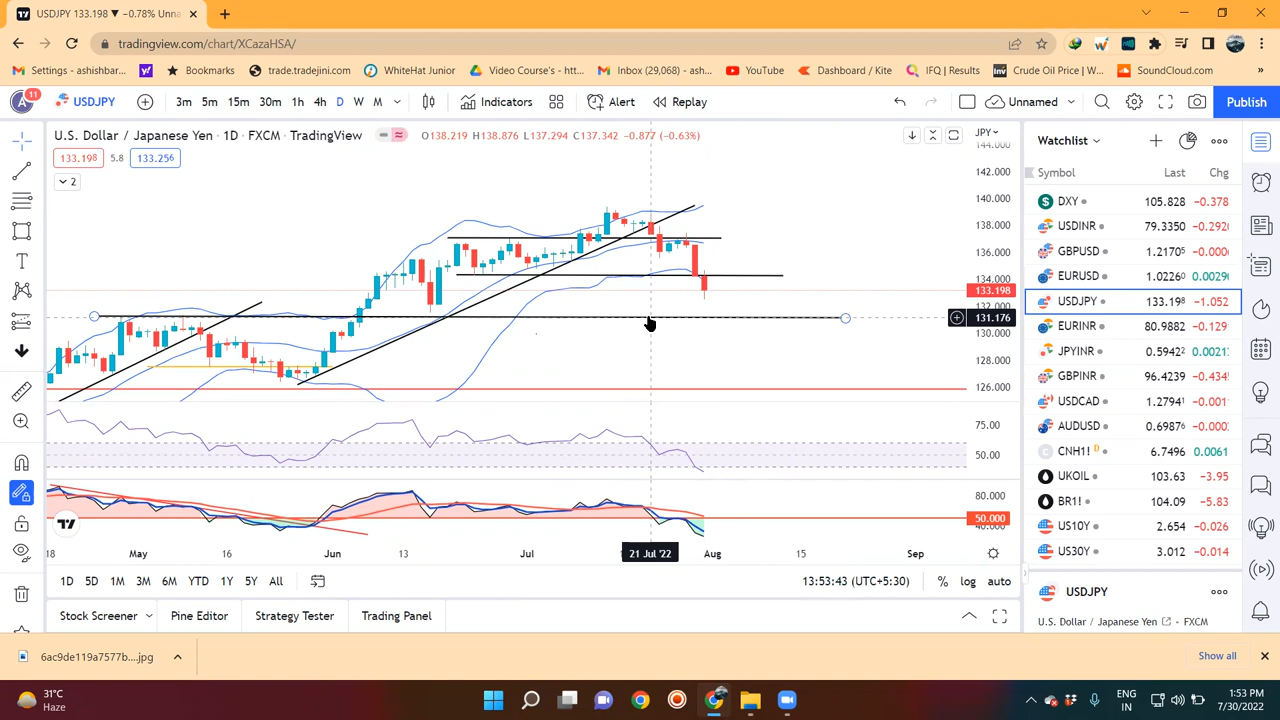 USDJPY 133.198 ▼ −0.78% Unna
tradingview.com/chart/XCazaHSA/
Settings - ashishbar... Bookmarks trade.tradejini.com WhiteHatJunior Video Course's - htt... Inbox (29,068) - ash... YouTube Dashboard / Kite IFQ | Results Crude Oil Price | W... SoundCloud.com »
A 11 USDJPY 3m 5m 15m 30m 1h 4h D W M Indicators Alert Replay Unnamed Publish
U.S. Dollar / Japanese Yen · 1D · FXCM · TradingView O138.219 H138.876 L137.294 C137.342 −0.877 (−0.63%) JPY
133.198 5.8 133.256
2
144.000
142.000
140.000
138.000
136.000
134.000
133.198
132.000
131.176
130.000
128.000
126.000
75.00
50.00
80.000
50.000
40.000
18 May 16 Jun 13 Jul 21 Jul '22 Aug 15 Sep
1D 5D 1M 3M 6M YTD 1Y 5Y All 13:53:43 (UTC+5:30) % log auto
Stock Screener Pine Editor Strategy Tester Trading Panel
Watchlist
Symbol Last Chg
DXY 105.828 −0.378
USDINR 79.3350 −0.292
GBPUSD 1.2170⁵ −0.000
EURUSD 1.0226⁰ 0.0029
USDJPY 133.19⁸ −1.052
EURINR 80.9882 −0.129
JPYINR 0.5942² 0.0021
GBPINR 96.4239 −0.434
USDCAD 1.2794¹ −0.001
AUDUSD 0.6987⁶ −0.000
CNH1! D 6.7496 0.0061
UKOIL 103.63 −3.95
BR1! 104.09 −5.83
US10Y 2.654 −0.026
US30Y 3.012 −0.014
USDJPY
U.S. Dollar / Japanese Yen • FXCM
6ac9de119a7577b....jpg Show all
31°C
Haze
ENG
IN
1:53 PM
7/30/2022